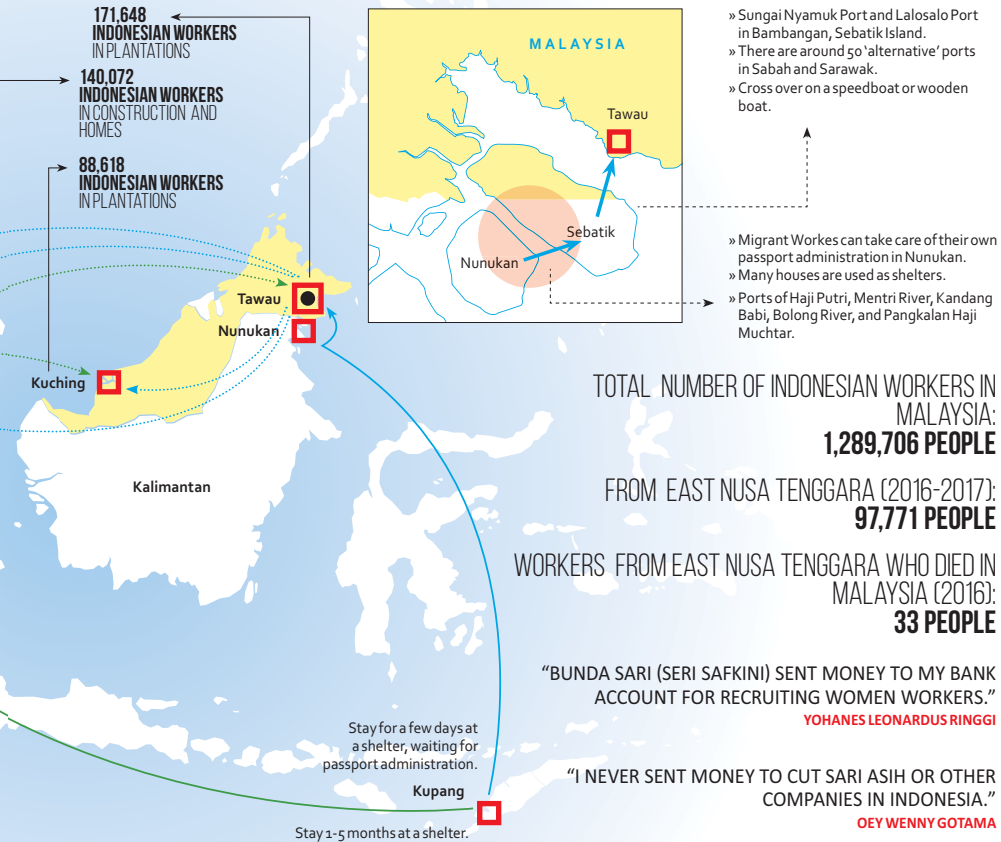 171,648
INDONESIAN WORKERS
IN PLANTATIONS
140,072
INDONESIAN WORKERS
IN CONSTRUCTION AND
HOMES
88,618
INDONESIAN WORKERS
IN PLANTATIONS
Tawau
Nunukan
Kuching
Kalimantan
MALAYSIA
Tawau
Sebatik
Nunukan
» Sungai Nyamuk Port and Lalosalo Port
in Bambangan, Sebatik Island.
» There are around 50 ‘alternative’ ports
in Sabah and Sarawak.
» Cross over on a speedboat or wooden
boat.
» Migrant Workes can take care of their own
passport administration in Nunukan.
» Many houses are used as shelters.
» Ports of Haji Putri, Mentri River, Kandang
Babi, Bolong River, and Pangkalan Haji
Muchtar.
TOTAL NUMBER OF INDONESIAN WORKERS IN
MALAYSIA:
1,289,706 PEOPLE
FROM EAST NUSA TENGGARA (2016-2017):
97,771 PEOPLE
WORKERS FROM EAST NUSA TENGGARA WHO DIED IN
MALAYSIA (2016):
33 PEOPLE
“BUNDA SARI (SERI SAFKINI) SENT MONEY TO MY BANK
ACCOUNT FOR RECRUITING WOMEN WORKERS.”
YOHANES LEONARDUS RINGGI
“I NEVER SENT MONEY TO CUT SARI ASIH OR OTHER
COMPANIES IN INDONESIA.”
OEY WENNY GOTAMA
Stay for a few days at
a shelter, waiting for
passport administration.
Kupang
Stay 1-5 months at a shelter.